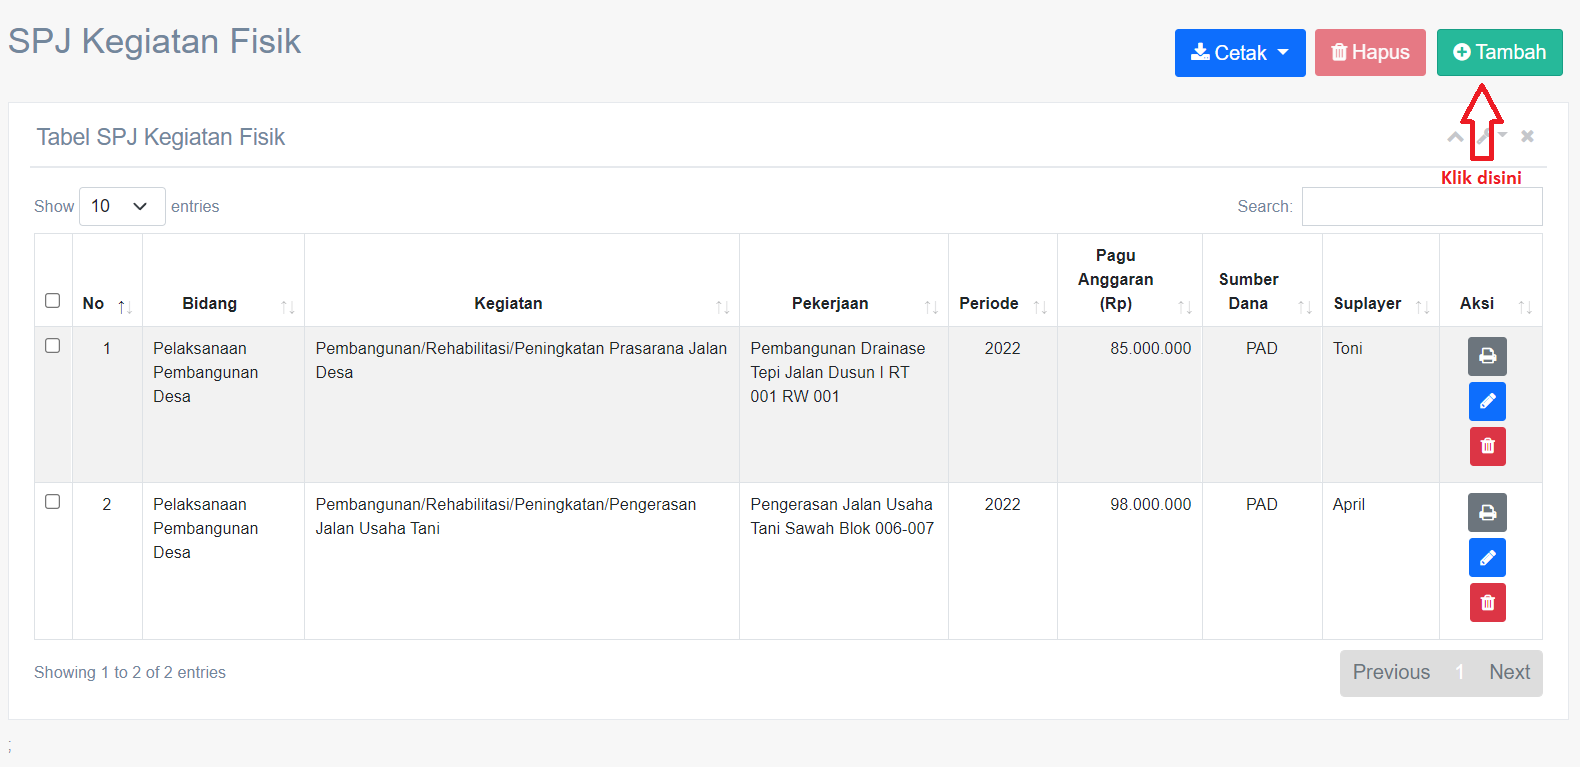 SPJ Kegiatan Fisik
Cetak
Hapus
Tambah
Tabel SPJ Kegiatan Fisik
Klik disini
Show 10 entries
Search:
No
Bidang
Kegiatan
Pekerjaan
Periode
Pagu
Anggaran
(Rp)
Sumber
Dana
Suplayer
Aksi
1
Pelaksanaan
Pembangunan
Desa
Pembangunan/Rehabilitasi/Peningkatan Prasarana Jalan
Desa
Pembangunan Drainase
Tepi Jalan Dusun I RT
001 RW 001
2022
85.000.000
PAD
Toni
2
Pelaksanaan
Pembangunan
Desa
Pembangunan/Rehabilitasi/Peningkatan/Pengerasan
Jalan Usaha Tani
Pengerasan Jalan Usaha
Tani Sawah Blok 006-007
2022
98.000.000
PAD
April
Showing 1 to 2 of 2 entries
Previous 1 Next
;